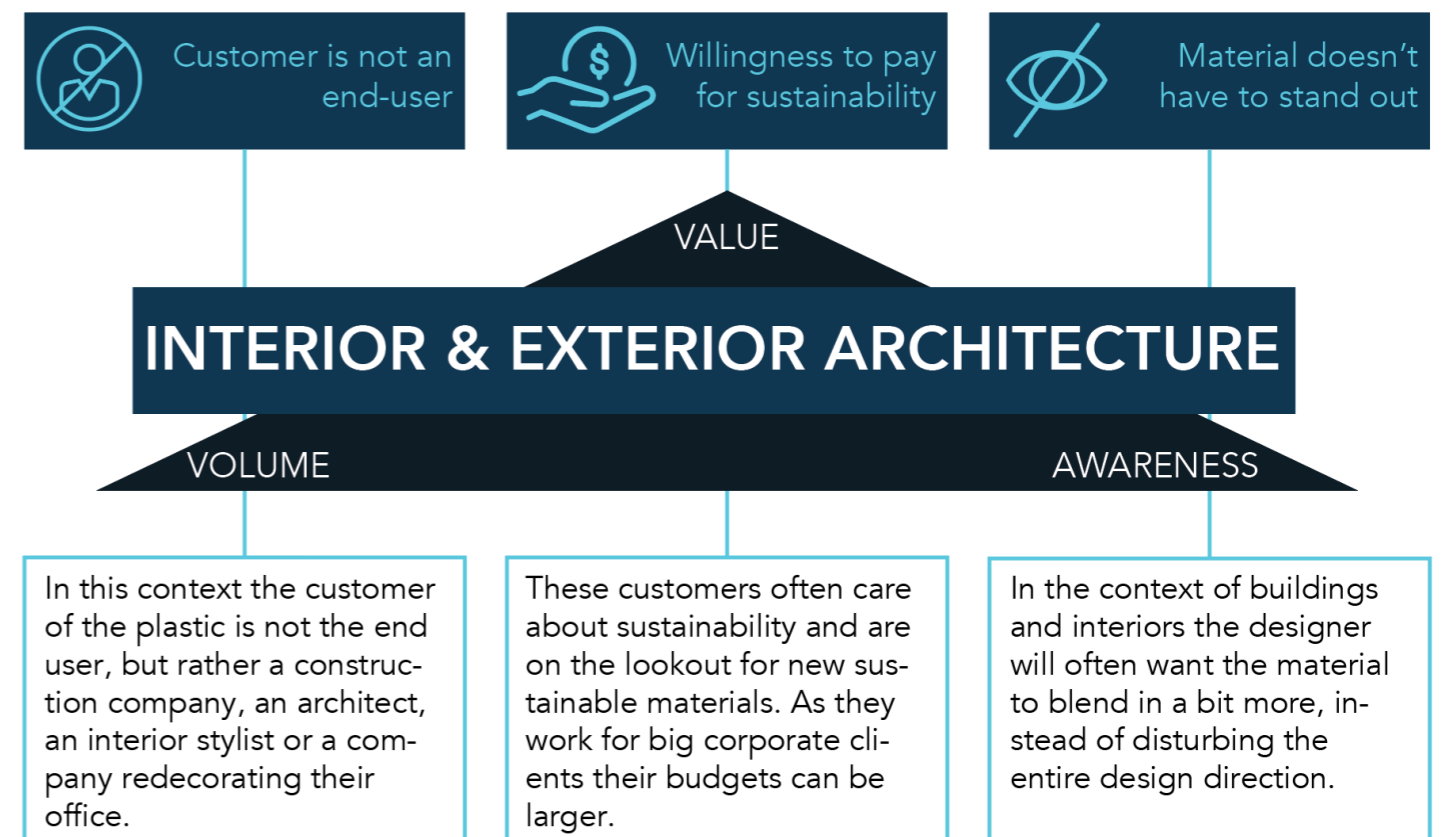 Customer is not an
end-user
Willingness to pay
for sustainability
Material doesn't
have to stand out
VALUE
INTERIOR & EXTERIOR ARCHITECTURE
VOLUME
AWARENESS
In this context the customer
of the plastic is not the end
user, but rather a construc-
tion company, an architect,
an interior stylist or a com-
pany redecorating their
office.
These customers often care
about sustainability and are
on the lookout for new sus-
tainable materials. As they
work for big corporate cli-
ents their budgets can be
larger.
In the context of buildings
and interiors the designer
will often want the material
to blend in a bit more, in-
stead of disturbing the
entire design direction.